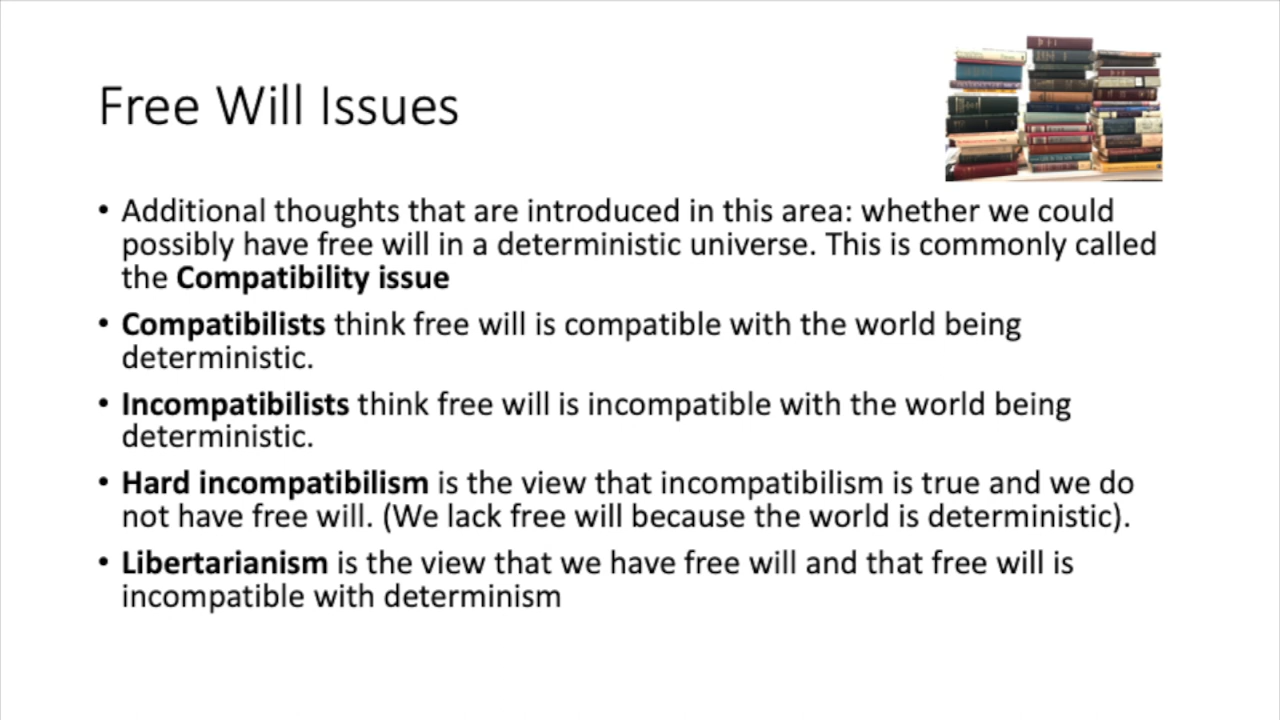 Free Will Issues
• Additional thoughts that are introduced in this area: whether we could
possibly have free will in a deterministic universe. This is commonly called
the Compatibility issue
• Compatibilists think free will is compatible with the world being
deterministic.
• Incompatibilists think free will is incompatible with the world being
deterministic.
• Hard incompatibilism is the view that incompatibilism is true and we do
not have free will. (We lack free will because the world is deterministic).
• Libertarianism is the view that we have free will and that free will is
incompatible with determinism